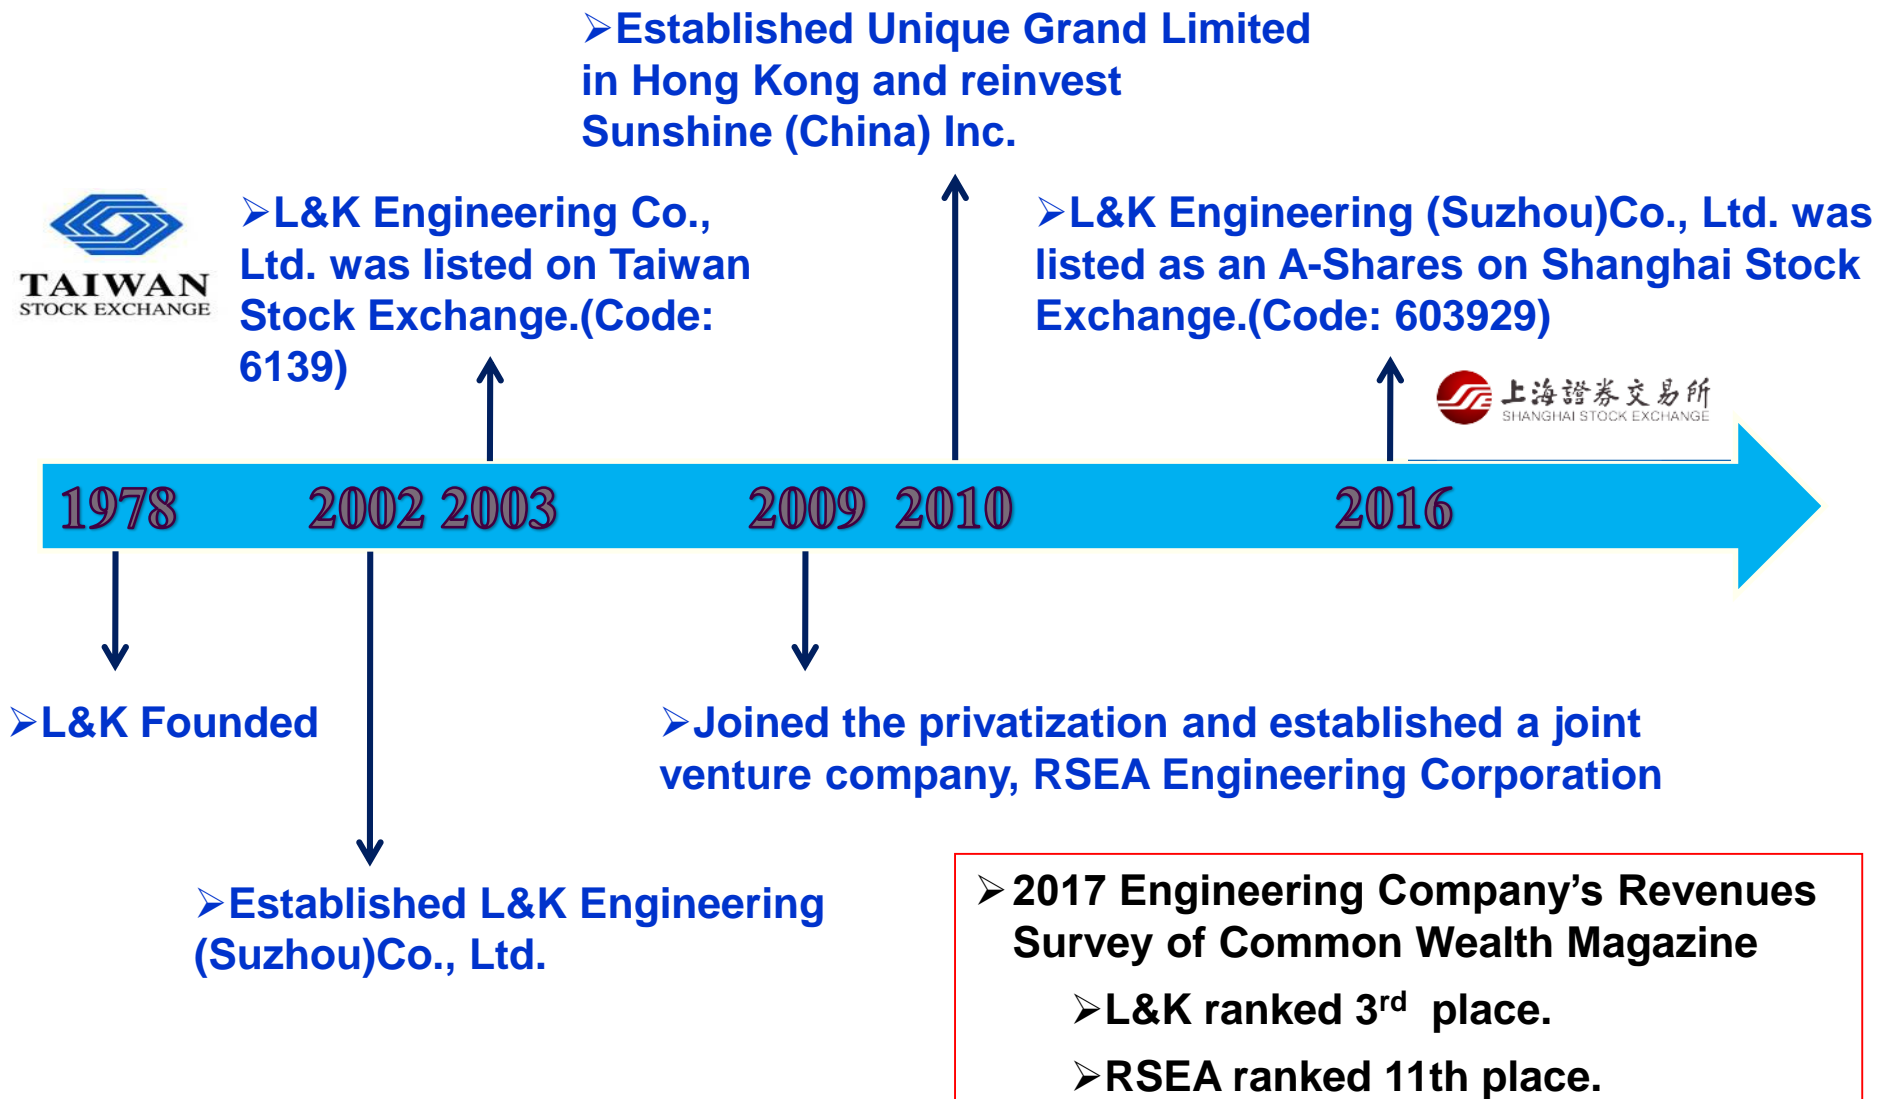 ➢Established Unique Grand Limited
in Hong Kong and reinvest
Sunshine (China) Inc.
TAIWAN
STOCK EXCHANGE
➢L&K Engineering Co.,
Ltd. was listed on Taiwan
Stock Exchange.(Code:
6139)
➢L&K Engineering (Suzhou)Co., Ltd. was
listed as an A-Shares on Shanghai Stock
Exchange.(Code: 603929)
上海證券交易所
SHANGHAI STOCK EXCHANGE
1978 2002 2003 2009 2010 2016
➢L&K Founded
➢Joined the privatization and established a joint
venture company, RSEA Engineering Corporation
➢Established L&K Engineering
(Suzhou)Co., Ltd.
➢2017 Engineering Company’s Revenues
Survey of Common Wealth Magazine
➢L&K ranked 3rd place.
➢RSEA ranked 11th place.